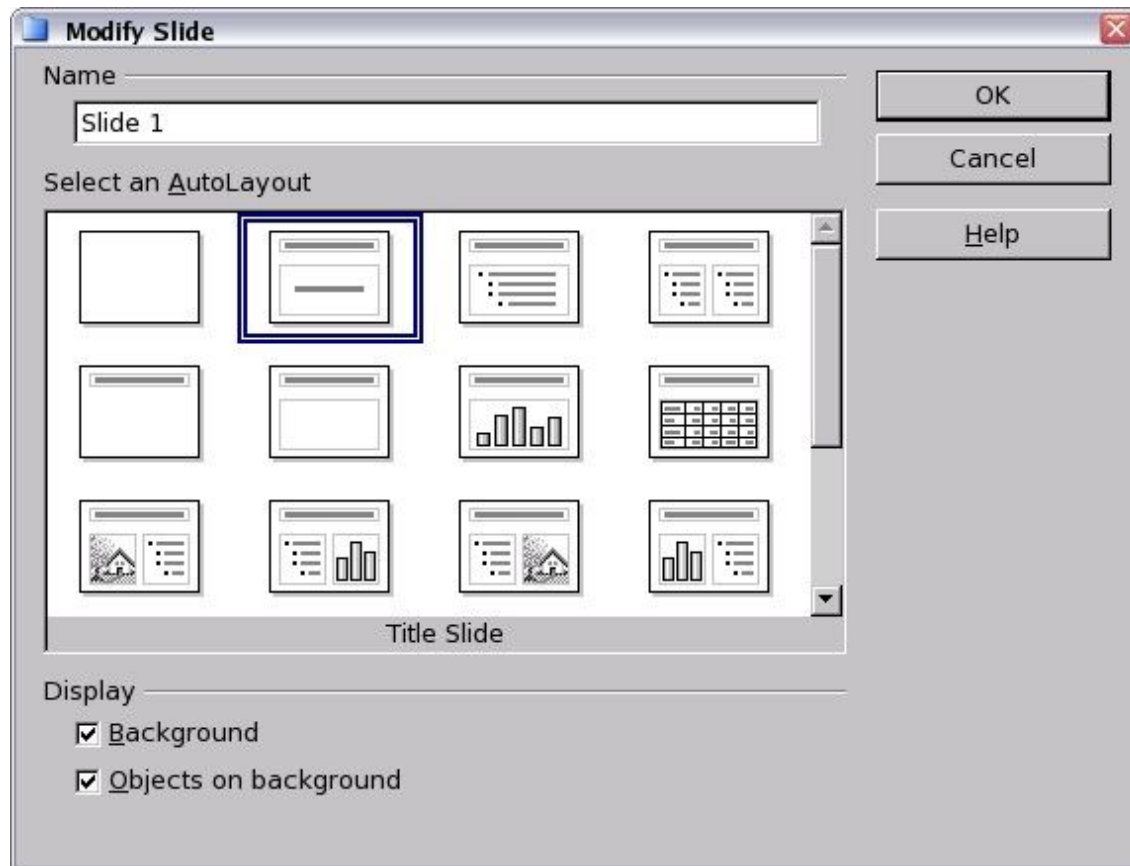 Modify Slide
Name
Slide 1
OK
Cancel
Help
Select an AutoLayout
Title Slide
Display
Background
Objects on background